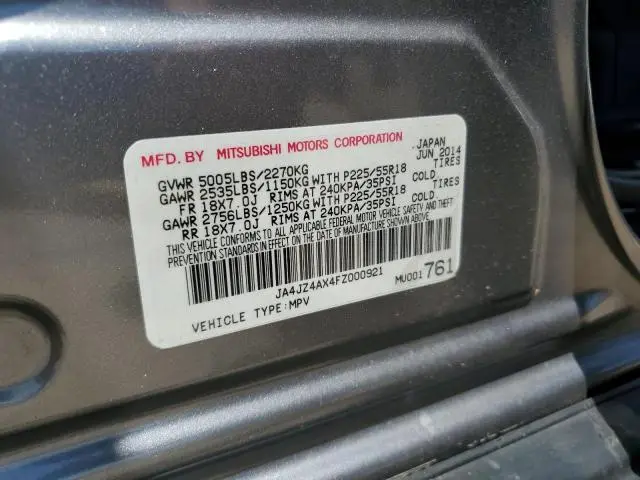 MFD. BY MITSUBISHI MOTORS CORPORATION JAPAN
GVWR 5005LBS/2270KG JUN 2014
GAWR 2535LBS/1150KG WITH P225/55R18 TIRES
FR 18X7.0J RIMS AT 240KPA/35PSI COLD
GAWR 2756LBS/1250KG WITH P225/55R18 TIRES
RR 18X7.0J RIMS AT 240KPA/35PSI COLD
THIS VEHICLE CONFORMS TO ALL APPLICABLE FEDERAL MOTOR VEHICLE SAFETY, BUMPER AND THEFT
PREVENTION STANDARDS IN EFFECT ON THE DATE OF MANUFACTURE SHOWN ABOVE.
JA4JZ4AX4FZ000921
VEHICLE TYPE:MPV MU001 761